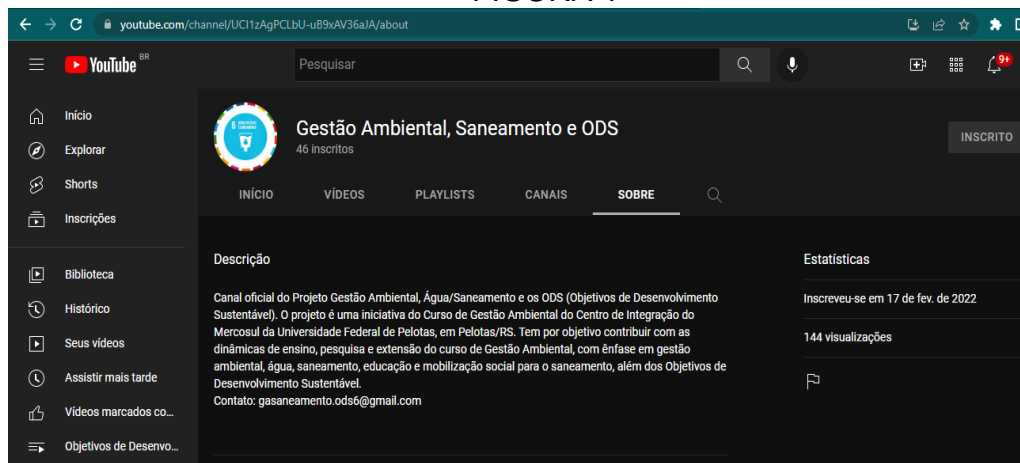 youtube.com/channel/UCI1zAgPCLbU-uB9xAV36aJA/about
YouTube BR
Pesquisar
9+
Início
Explorar
Shorts
Inscrições
Biblioteca
Histórico
Seus vídeos
Assistir mais tarde
Vídeos marcados co...
Objetivos de Desenvo...
Gestão Ambiental, Saneamento e ODS
46 inscritos
INSCRITO
INÍCIO VÍDEOS PLAYLISTS CANAIS SOBRE
Descrição
Canal oficial do Projeto Gestão Ambiental, Água/Saneamento e os ODS (Objetivos de Desenvolvimento
Sustentável). O projeto é uma iniciativa do Curso de Gestão Ambiental do Centro de Integração do
Mercosul da Universidade Federal de Pelotas, em Pelotas/RS. Tem por objetivo contribuir com as
dinâmicas de ensino, pesquisa e extensão do curso de Gestão Ambiental, com ênfase em gestão
ambiental, água, saneamento, educação e mobilização social para o saneamento, além dos Objetivos de
Desenvolvimento Sustentável.
Contato: gasaneamento.ods6@gmail.com
Estatísticas
Inscreveu-se em 17 de fev. de 2022
144 visualizações